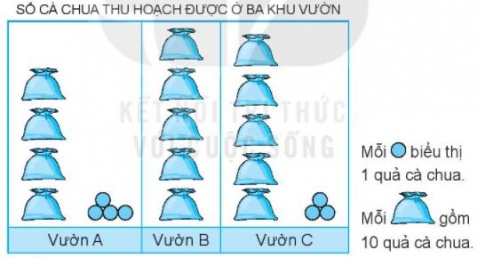 SỐ CÀ CHUA THU HOẠCH ĐƯỢC Ở BA KHU VƯỜN
KẾT NỐI TRI THỨC
VỚI CUỘC SỐNG
Mỗi biểu thị
1 quả cà chua.
Mỗi gồm
10 quả cà chua.
Vườn A Vườn B Vườn C